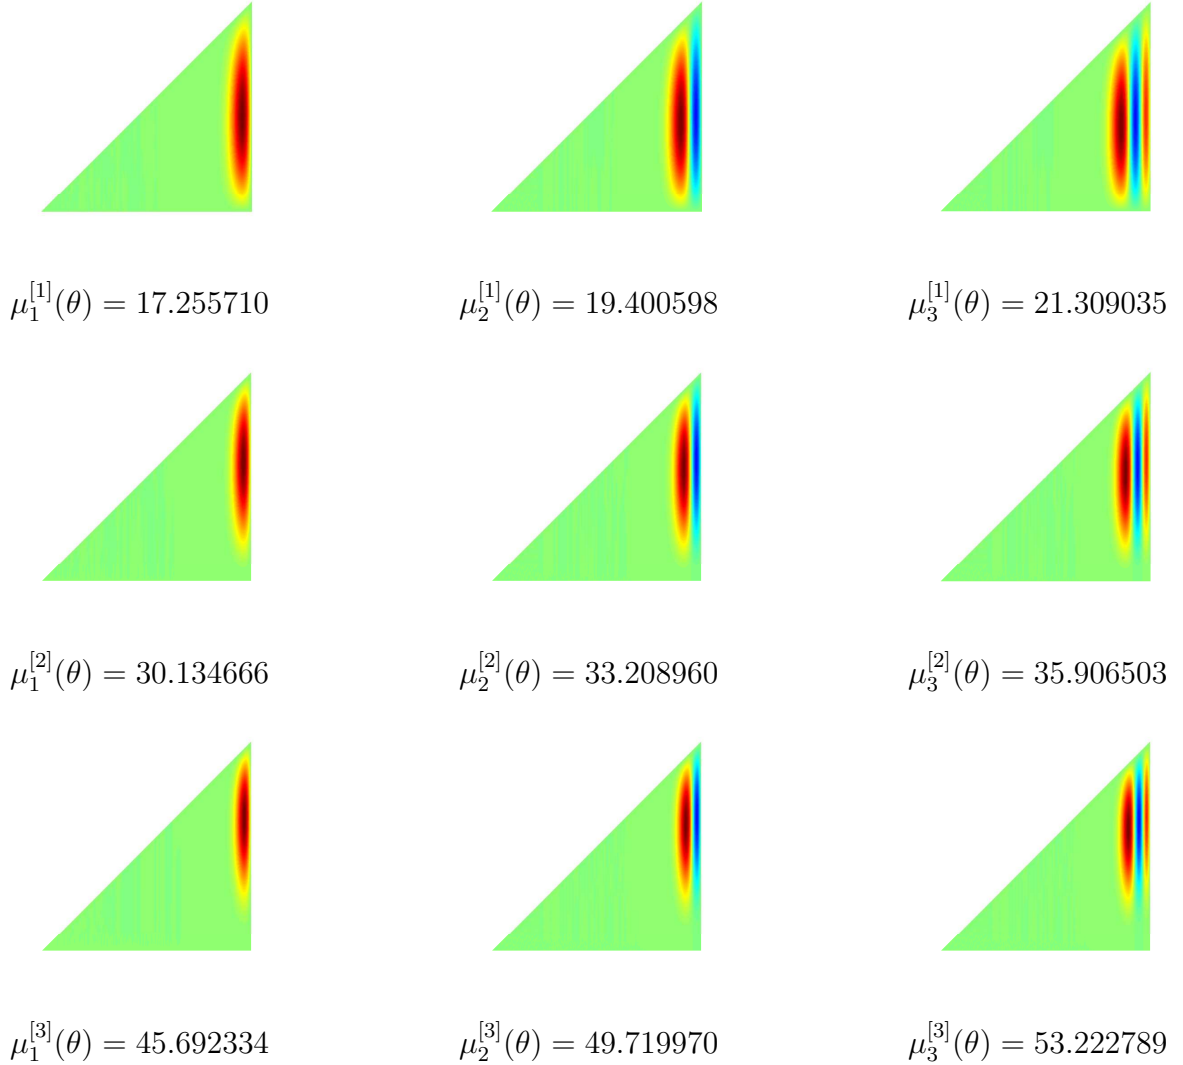 μ_1^{[1]}(θ) = 17.255710 μ_2^{[1]}(θ) = 19.400598 μ_3^{[1]}(θ) = 21.309035
μ_1^{[2]}(θ) = 30.134666 μ_2^{[2]}(θ) = 33.208960 μ_3^{[2]}(θ) = 35.906503
μ_1^{[3]}(θ) = 45.692334 μ_2^{[3]}(θ) = 49.719970 μ_3^{[3]}(θ) = 53.222789